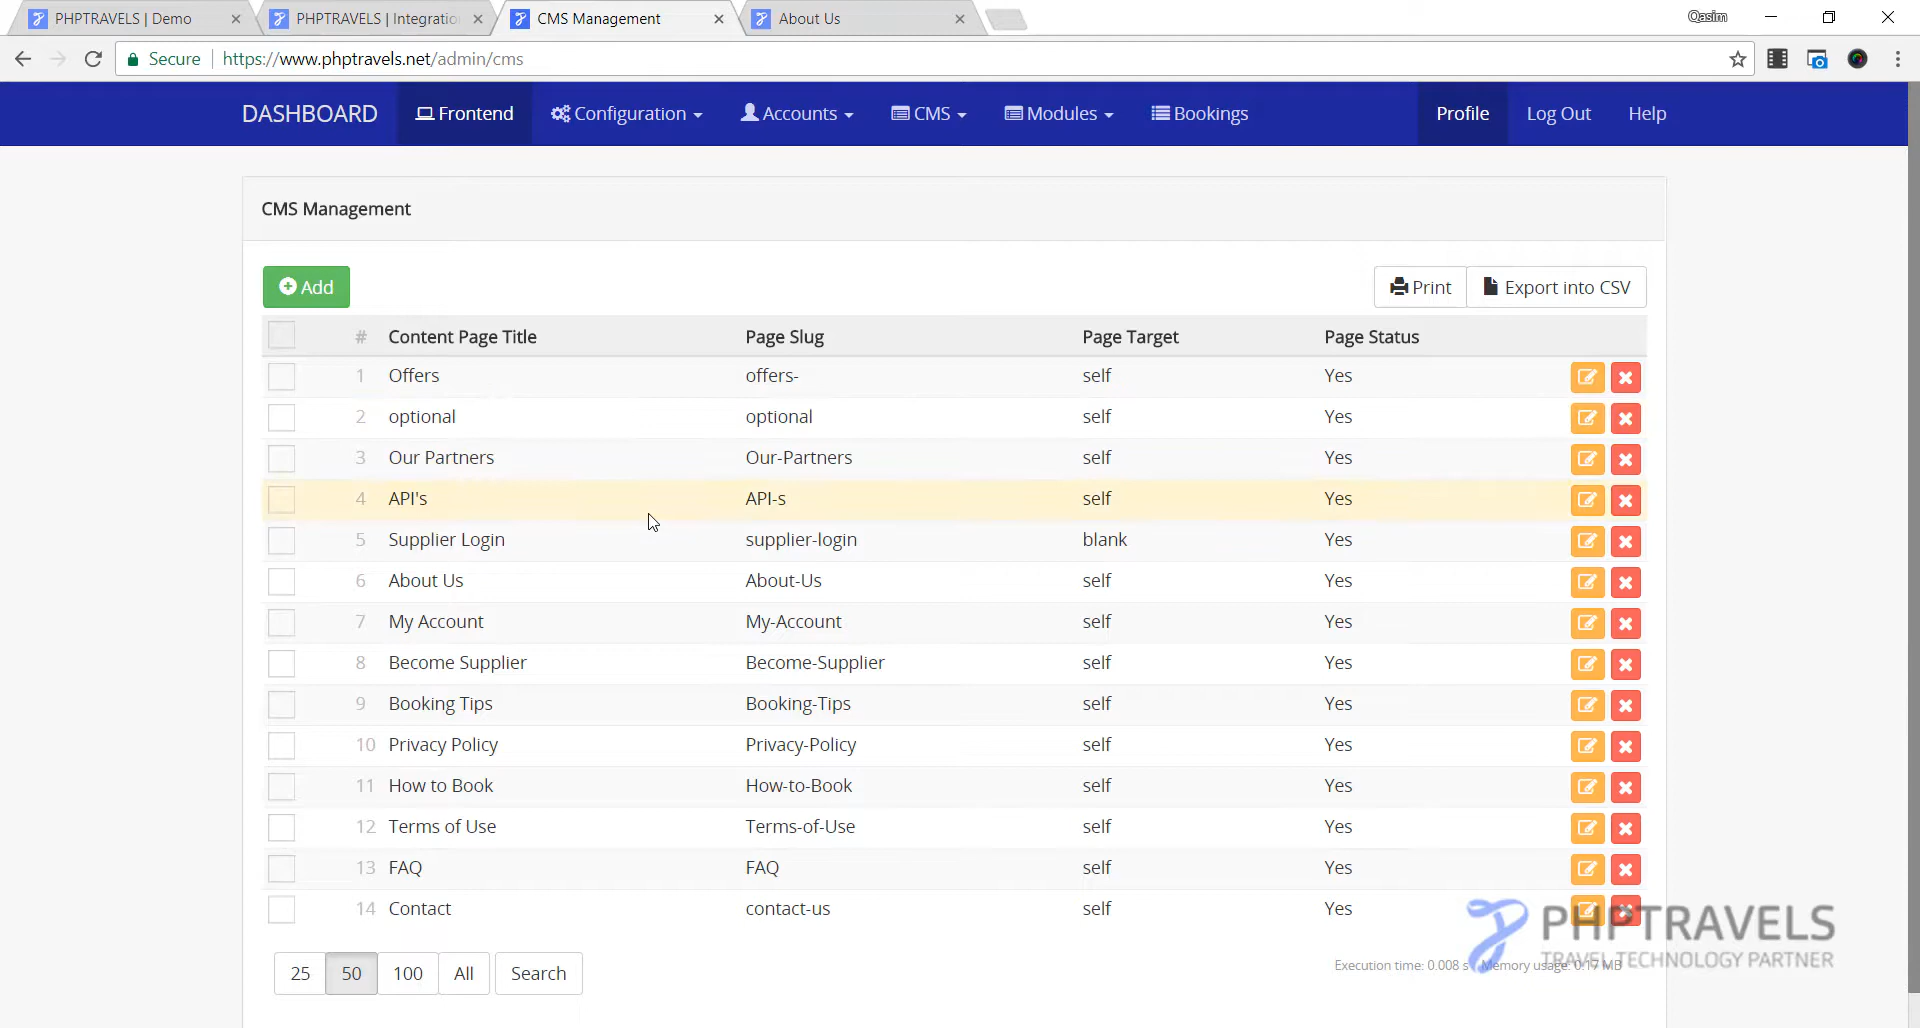 PHPTRAVELS | Demo
PHPTRAVELS | Integratio
CMS Management
About Us
Qasim
Secure
https://www.phptravels.net/admin/cms
DASHBOARD Frontend Configuration Accounts CMS Modules Bookings Profile Log Out Help
CMS Management
Add
Print Export into CSV
# Content Page Title Page Slug Page Target Page Status
1 Offers offers- self Yes
2 optional optional self Yes
3 Our Partners Our-Partners self Yes
4 API's API-s self Yes
5 Supplier Login supplier-login blank Yes
6 About Us About-Us self Yes
7 My Account My-Account self Yes
8 Become Supplier Become-Supplier self Yes
9 Booking Tips Booking-Tips self Yes
10 Privacy Policy Privacy-Policy self Yes
11 How to Book How-to-Book self Yes
12 Terms of Use Terms-of-Use self Yes
13 FAQ FAQ self Yes
14 Contact contact-us self Yes
25 50 100 All Search
Execution time: 0.008 s Memory usage: 0.17 MB
PHPTRAVELS
TRAVEL TECHNOLOGY PARTNER